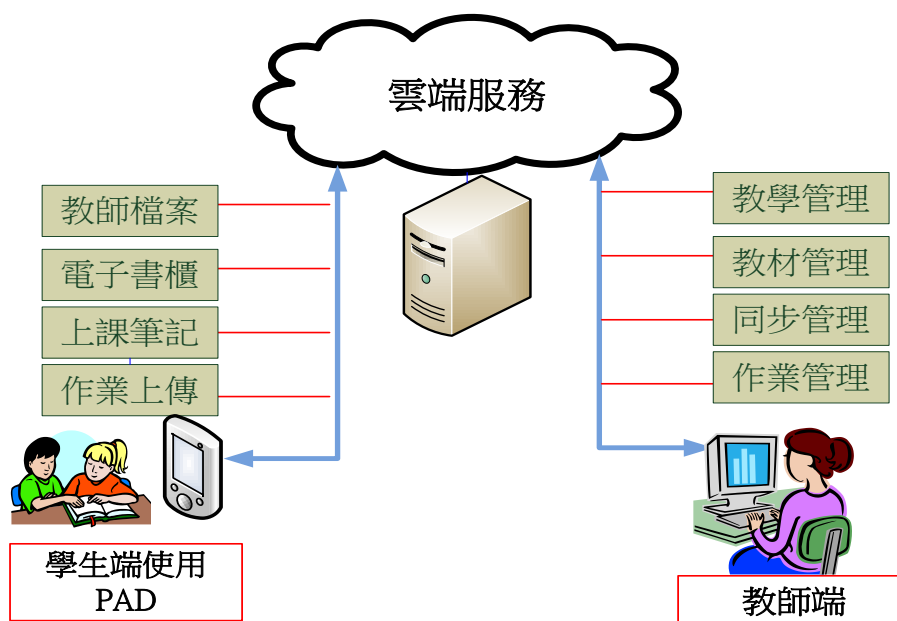 雲端服務
教師檔案
電子書櫃
上課筆記
作業上傳
教學管理
教材管理
同步管理
作業管理
學生端使用
PAD
教師端